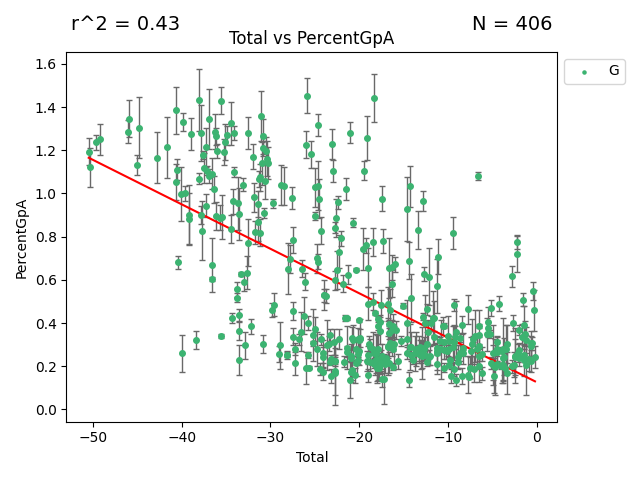 r^2 = 0.43
N = 406
Total vs PercentGpA
G
PercentGpA
1.6
1.4
1.2
1.0
0.8
0.6
0.4
0.2
0.0
−50
−40
−30
−20
−10
0
Total